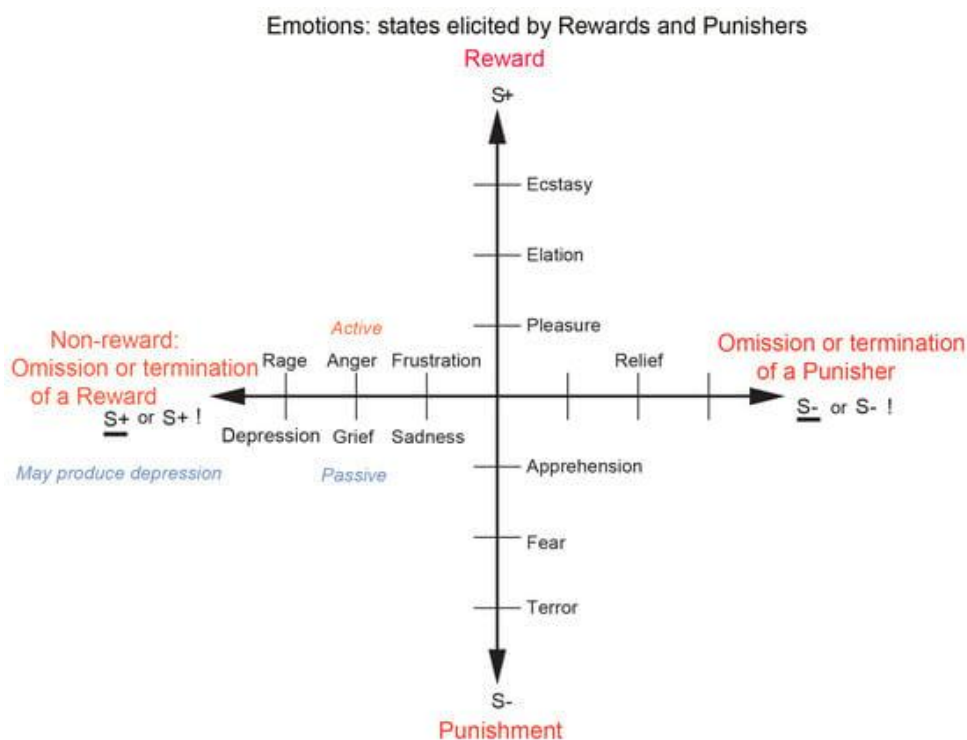 Emotions: states elicited by Rewards and Punishers
Reward
S+
Ecstasy
Elation
Pleasure
Non-reward:
Omission or termination
of a Reward
S+ or S+ !
May produce depression
Active
Rage Anger Frustration
Depression Grief Sadness
Passive
Relief
Omission or termination
of a Punisher
S- or S- !
Apprehension
Fear
Terror
S-
Punishment